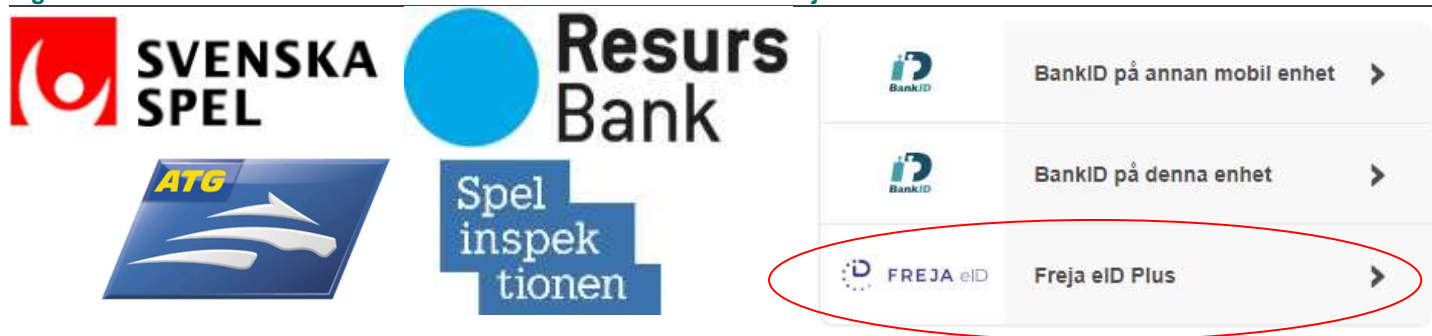 SVENSKA
SPEL
Resurs
Bank
ATG
Spel
inspek
tionen
BankID
BankID på annan mobil enhet
BankID
BankID på denna enhet
FREJA eID
Freja eID Plus